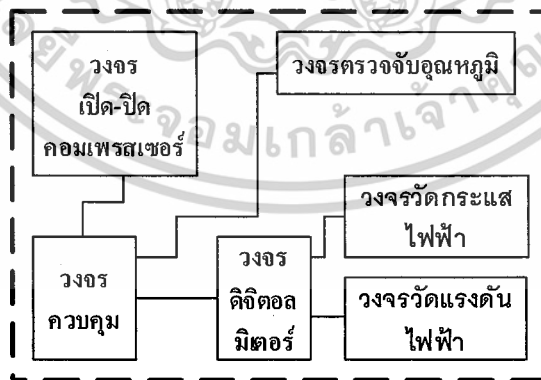 วงจร
เปิด-ปิด
คอมเพรสเซอร์
วงจรตรวจจับอุณหภูมิ
วงจรวัดกระแส
ไฟฟ้า
วงจร
ควบคุม
วงจร
ดิจิตอล
มิเตอร์
วงจรวัดแรงดัน
ไฟฟ้า